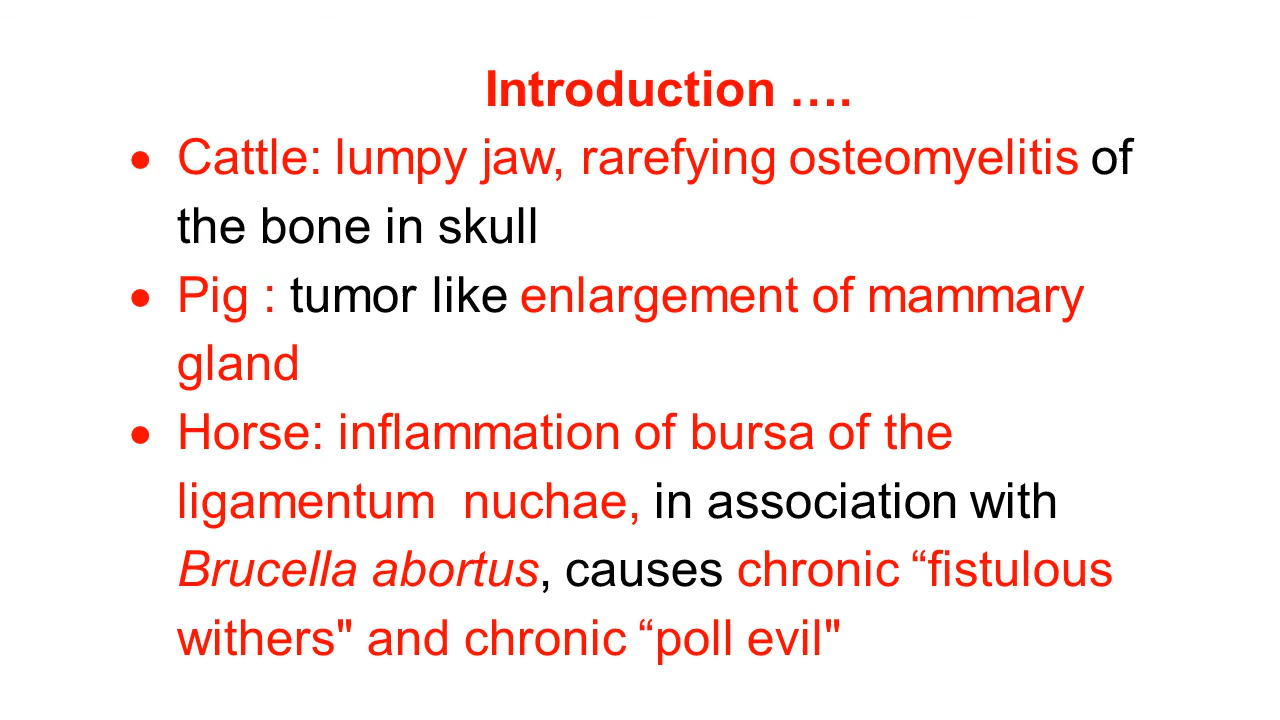 Introduction ….
• Cattle: lumpy jaw, rarefying osteomyelitis of
the bone in skull
• Pig : tumor like enlargement of mammary
gland
• Horse: inflammation of bursa of the
ligamentum  nuchae, in association with
Brucella abortus, causes chronic “fistulous
withers" and chronic “poll evil"